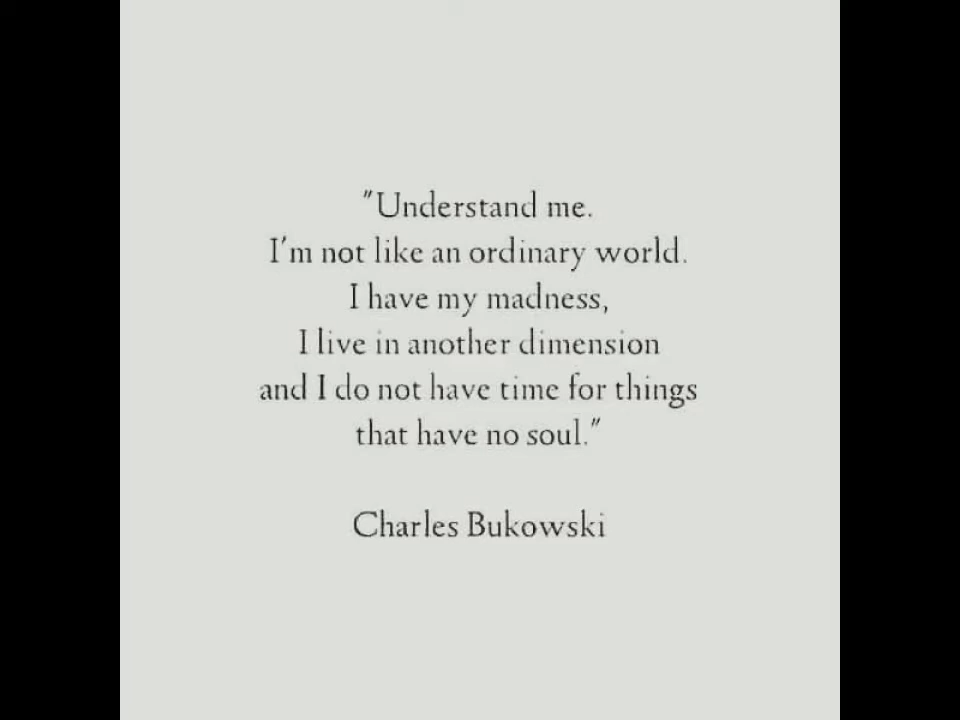 "Understand me.
I'm not like an ordinary world.
I have my madness,
I live in another dimension
and I do not have time for things
that have no soul."
Charles Bukowski